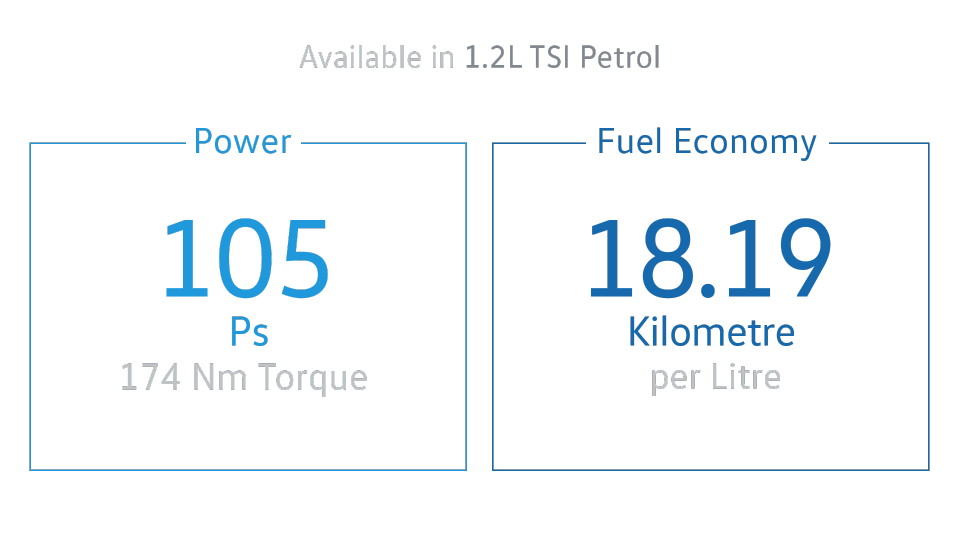 Available in 1.2L TSI Petrol
Power
105
Ps
174 Nm Torque
Fuel Economy
18.19
Kilometre
per Litre